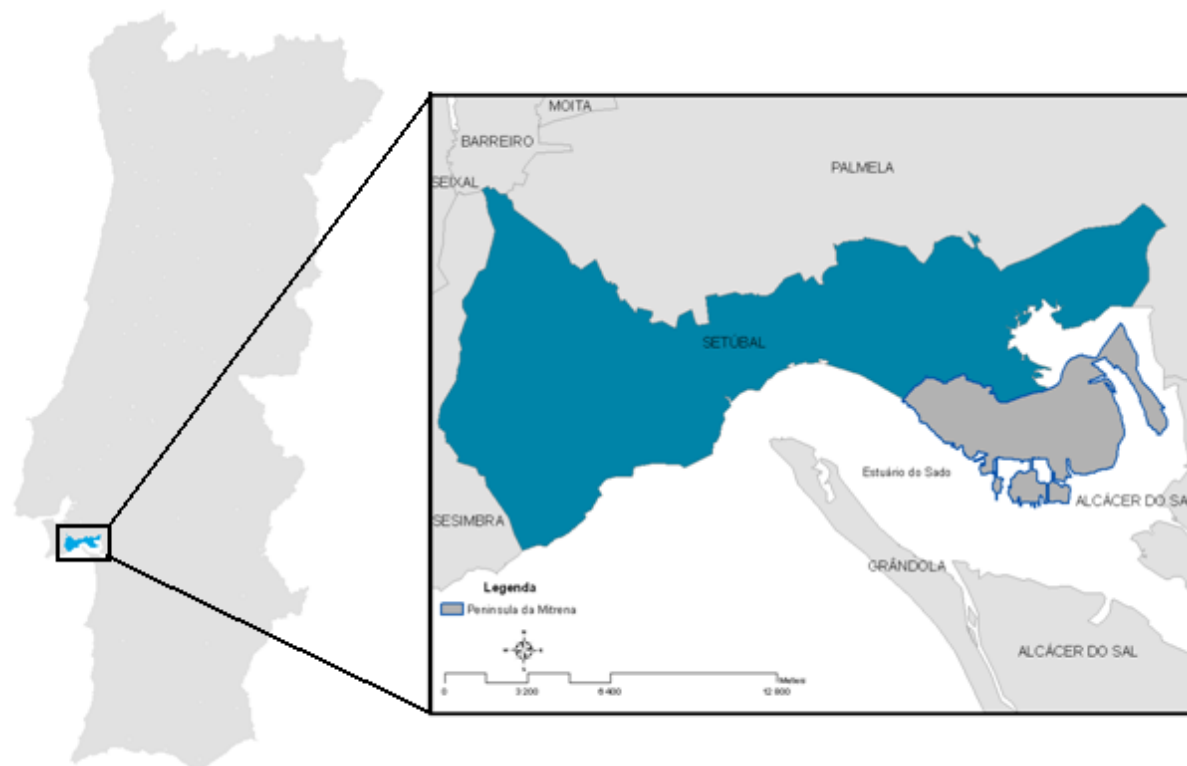 MOITA
BARREIRO
PALMELA
SEIXAL
SETÚBAL
Estuário do Sado
ALCÁCER DO SA
SESIMBRA
GRÂNDOLA
Legenda
Peninsula da Mitrena
ALCÁCER DO SAL
Metros
0 3 200 6 400 12 800